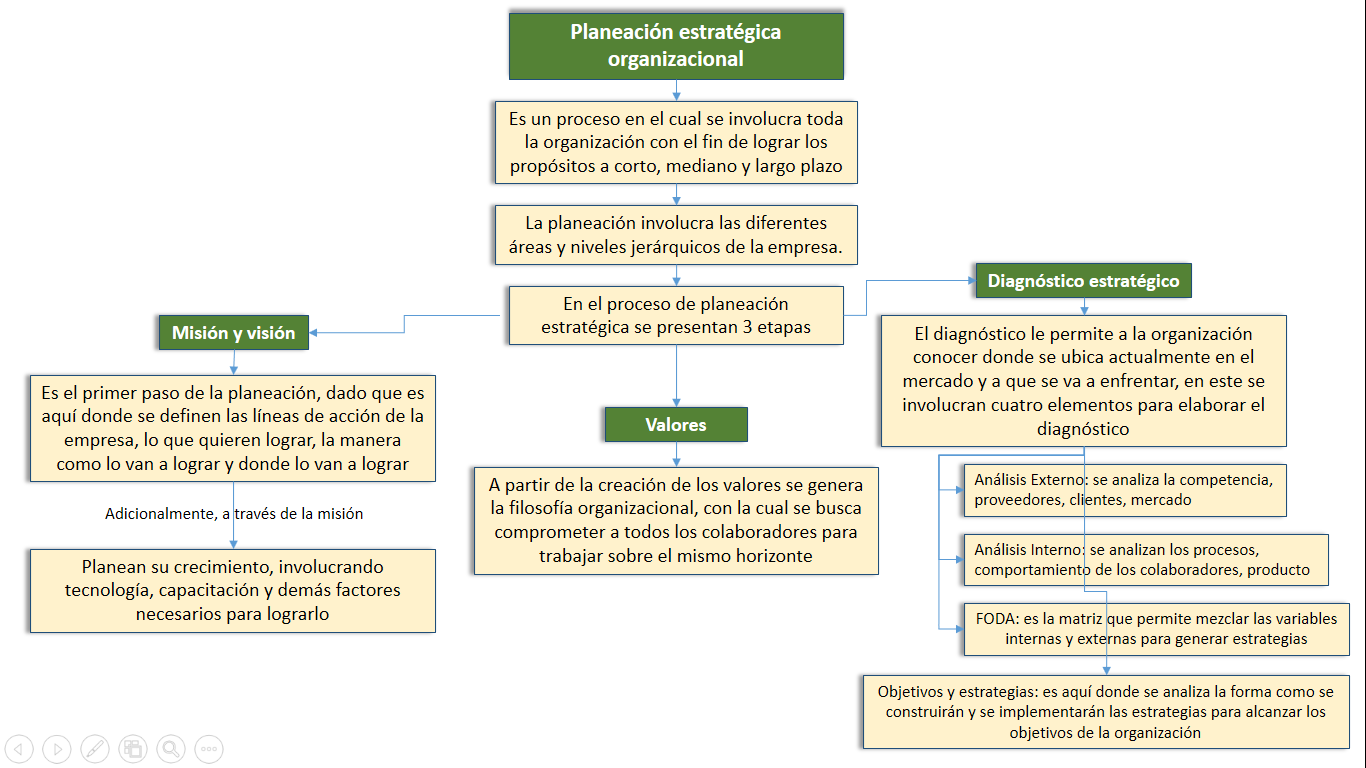 Planeación estratégica
organizacional
Es un proceso en el cual se involucra toda
la organización con el fin de lograr los
propósitos a corto, mediano y largo plazo
La planeación involucra las diferentes
áreas y niveles jerárquicos de la empresa.
En el proceso de planeación
estratégica se presentan 3 etapas
Misión y visión
Es el primer paso de la planeación, dado que es
aquí donde se definen las líneas de acción de la
empresa, lo que quieren lograr, la manera
como lo van a lograr y donde lo van a lograr
Adicionalmente, a través de la misión
Planean su crecimiento, involucrando
tecnología, capacitación y demás factores
necesarios para lograrlo
Valores
A partir de la creación de los valores se genera
la filosofía organizacional, con la cual se busca
comprometer a todos los colaboradores para
trabajar sobre el mismo horizonte
Diagnóstico estratégico
El diagnóstico le permite a la organización
conocer donde se ubica actualmente en el
mercado y a que se va a enfrentar, en este se
involucran cuatro elementos para elaborar el
diagnóstico
Análisis Externo: se analiza la competencia,
proveedores, clientes, mercado
Análisis Interno: se analizan los procesos,
comportamiento de los colaboradores, producto
FODA: es la matriz que permite mezclar las variables
internas y externas para generar estrategias
Objetivos y estrategias: es aquí donde se analiza la forma como se
construirán y se implementarán las estrategias para alcanzar los
objetivos de la organización